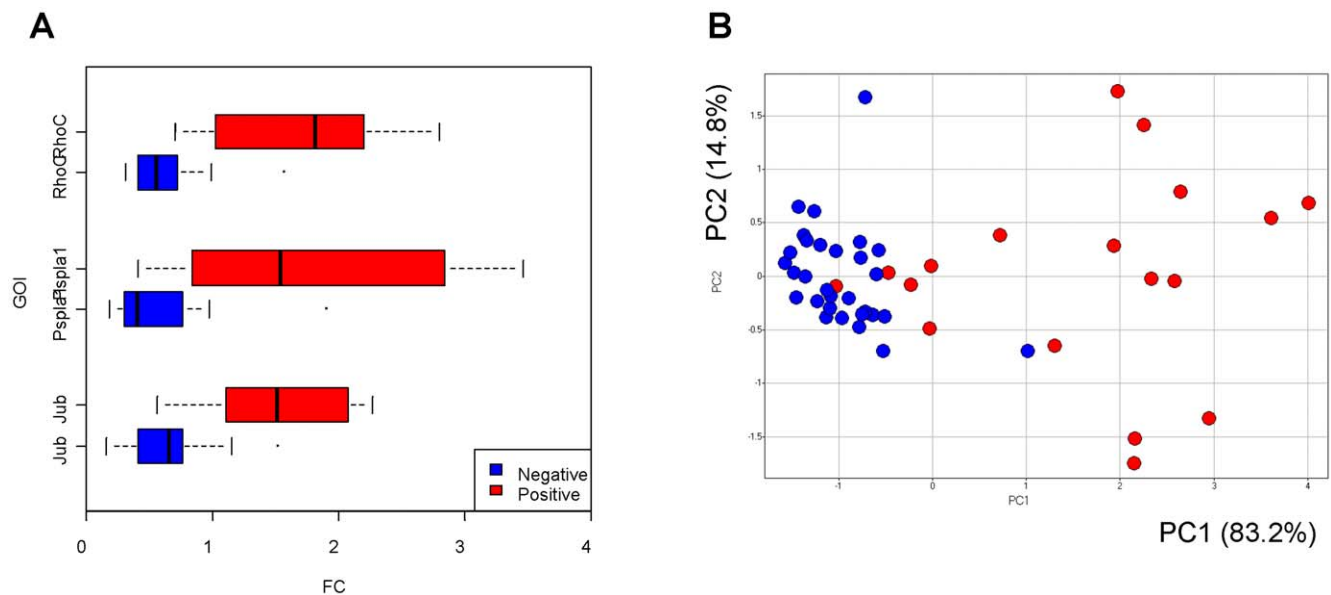 A
GOI
RhoC
RhoC
Pspla1
Pspla1
Jub
Jub
Negative
Positive
0 1 2 3 4
FC
B
PC2 (14.8%)
PC2
1.5
1
0.5
0
-0.5
-1
-1.5
-1 0 1 2 3 4
PC1
PC1 (83.2%)